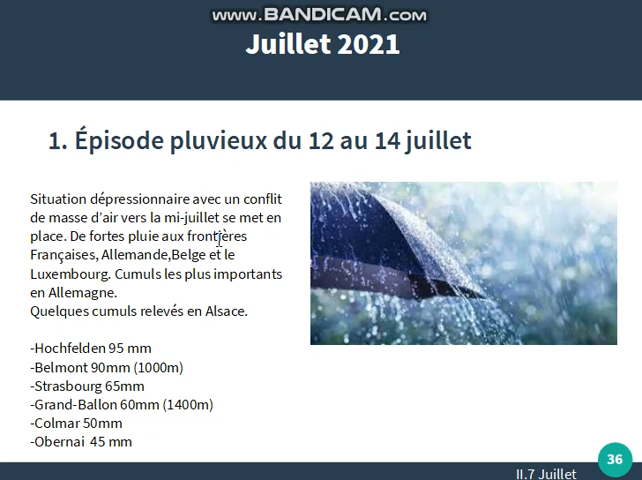 www.BANDICAM.com
Juillet 2021
1. Épisode pluvieux du 12 au 14 juillet
Situation dépressionnaire avec un conflit
de masse d'air vers la mi-juillet se met en
place. De fortes pluie aux frontières
Françaises, Allemande,Belge et le
Luxembourg. Cumuls les plus importants
en Allemagne.
Quelques cumuls relevés en Alsace.
-Hochfelden 95 mm
-Belmont 90mm (1000m)
-Strasbourg 65mm
-Grand-Ballon 60mm (1400m)
-Colmar 50mm
-Obernai 45 mm
36
II.7 Juillet